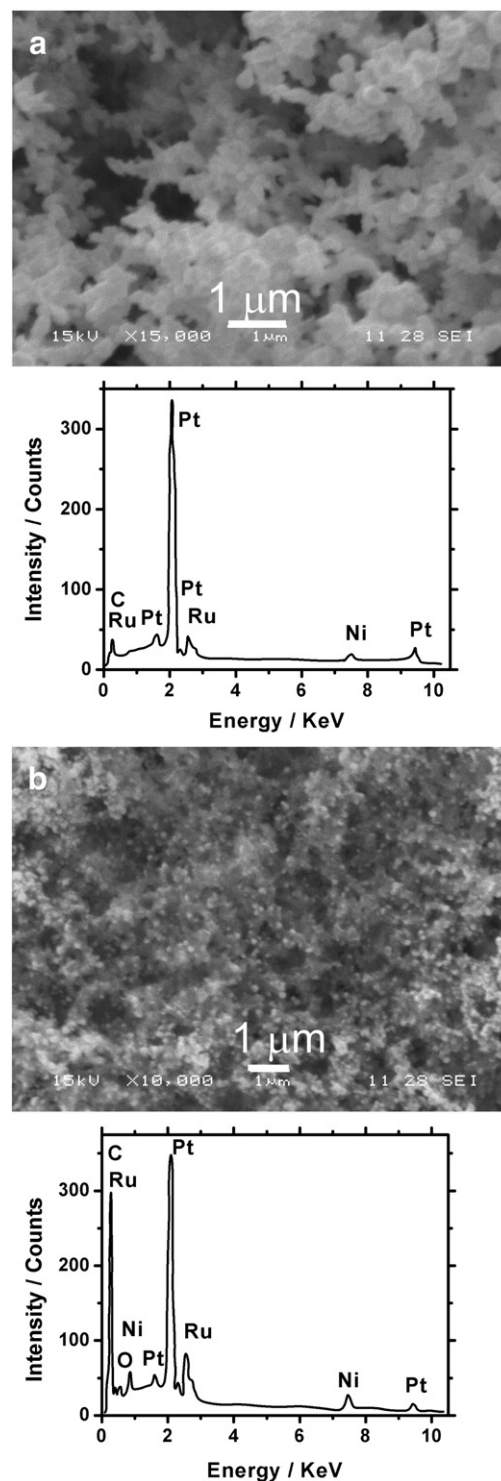 a
1 μm
15kV X15,000 1μm 11 28 SEI
Intensity / Counts
300
200
100
0
Pt
C
Ru
Pt
Pt
Ru
Ni
Pt
0 2 4 6 8 10
Energy / KeV
b
1 μm
15kV X10,000 1μm 11 28 SEI
Intensity / Counts
300
200
100
0
C
Ru
Pt
Ni
O
Pt
Ru
Ni
Pt
0 2 4 6 8 10
Energy / KeV